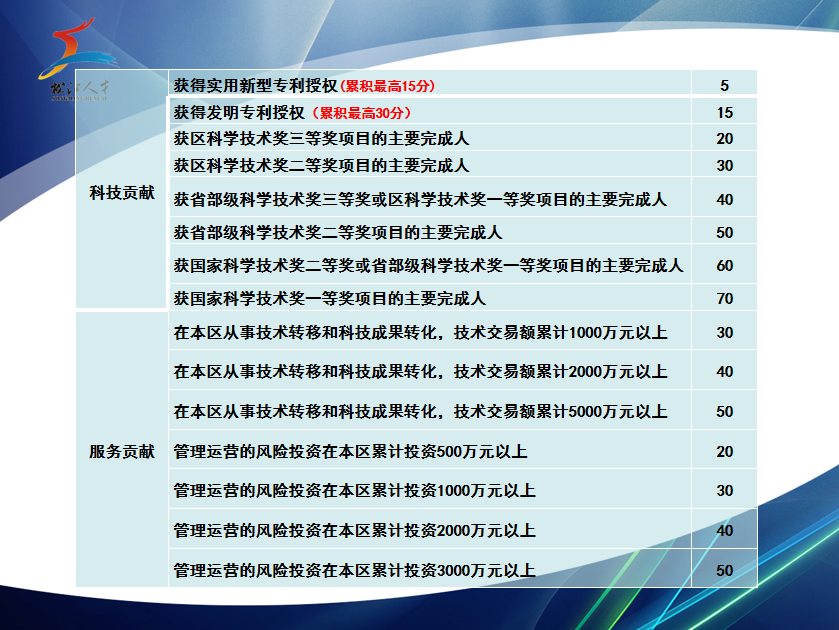 松江人才
获得实用新型专利授权(累积最高15分) 5
获得发明专利授权（累积最高30分） 15
获区科学技术奖三等奖项目的主要完成人 20
获区科学技术奖二等奖项目的主要完成人 30
科技贡献
获省部级科学技术奖三等奖或区科学技术奖一等奖项目的主要完成人 40
获省部级科学技术奖二等奖项目的主要完成人 50
获国家科学技术奖二等奖或省部级科学技术奖一等奖项目的主要完成人 60
获国家科学技术奖一等奖项目的主要完成人 70
在本区从事技术转移和科技成果转化，技术交易额累计1000万元以上 30
在本区从事技术转移和科技成果转化，技术交易额累计2000万元以上 40
在本区从事技术转移和科技成果转化，技术交易额累计5000万元以上 50
服务贡献
管理运营的风险投资在本区累计投资500万元以上 20
管理运营的风险投资在本区累计投资1000万元以上 30
管理运营的风险投资在本区累计投资2000万元以上 40
管理运营的风险投资在本区累计投资3000万元以上 50